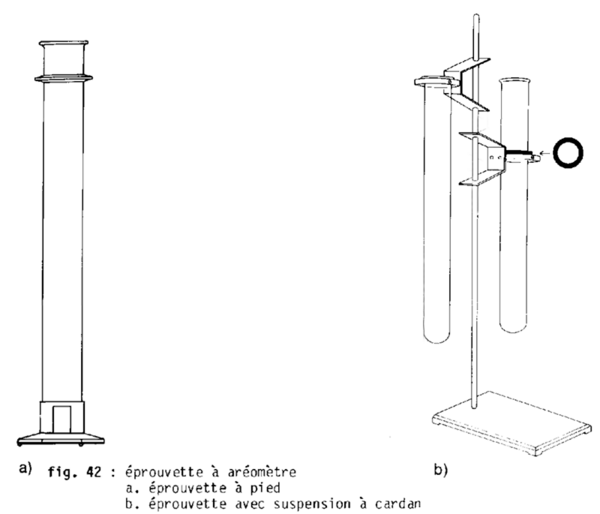 a) fig. 42 : éprouvette à aréomètre b)
a. éprouvette à pied
b. éprouvette avec suspension à cardan